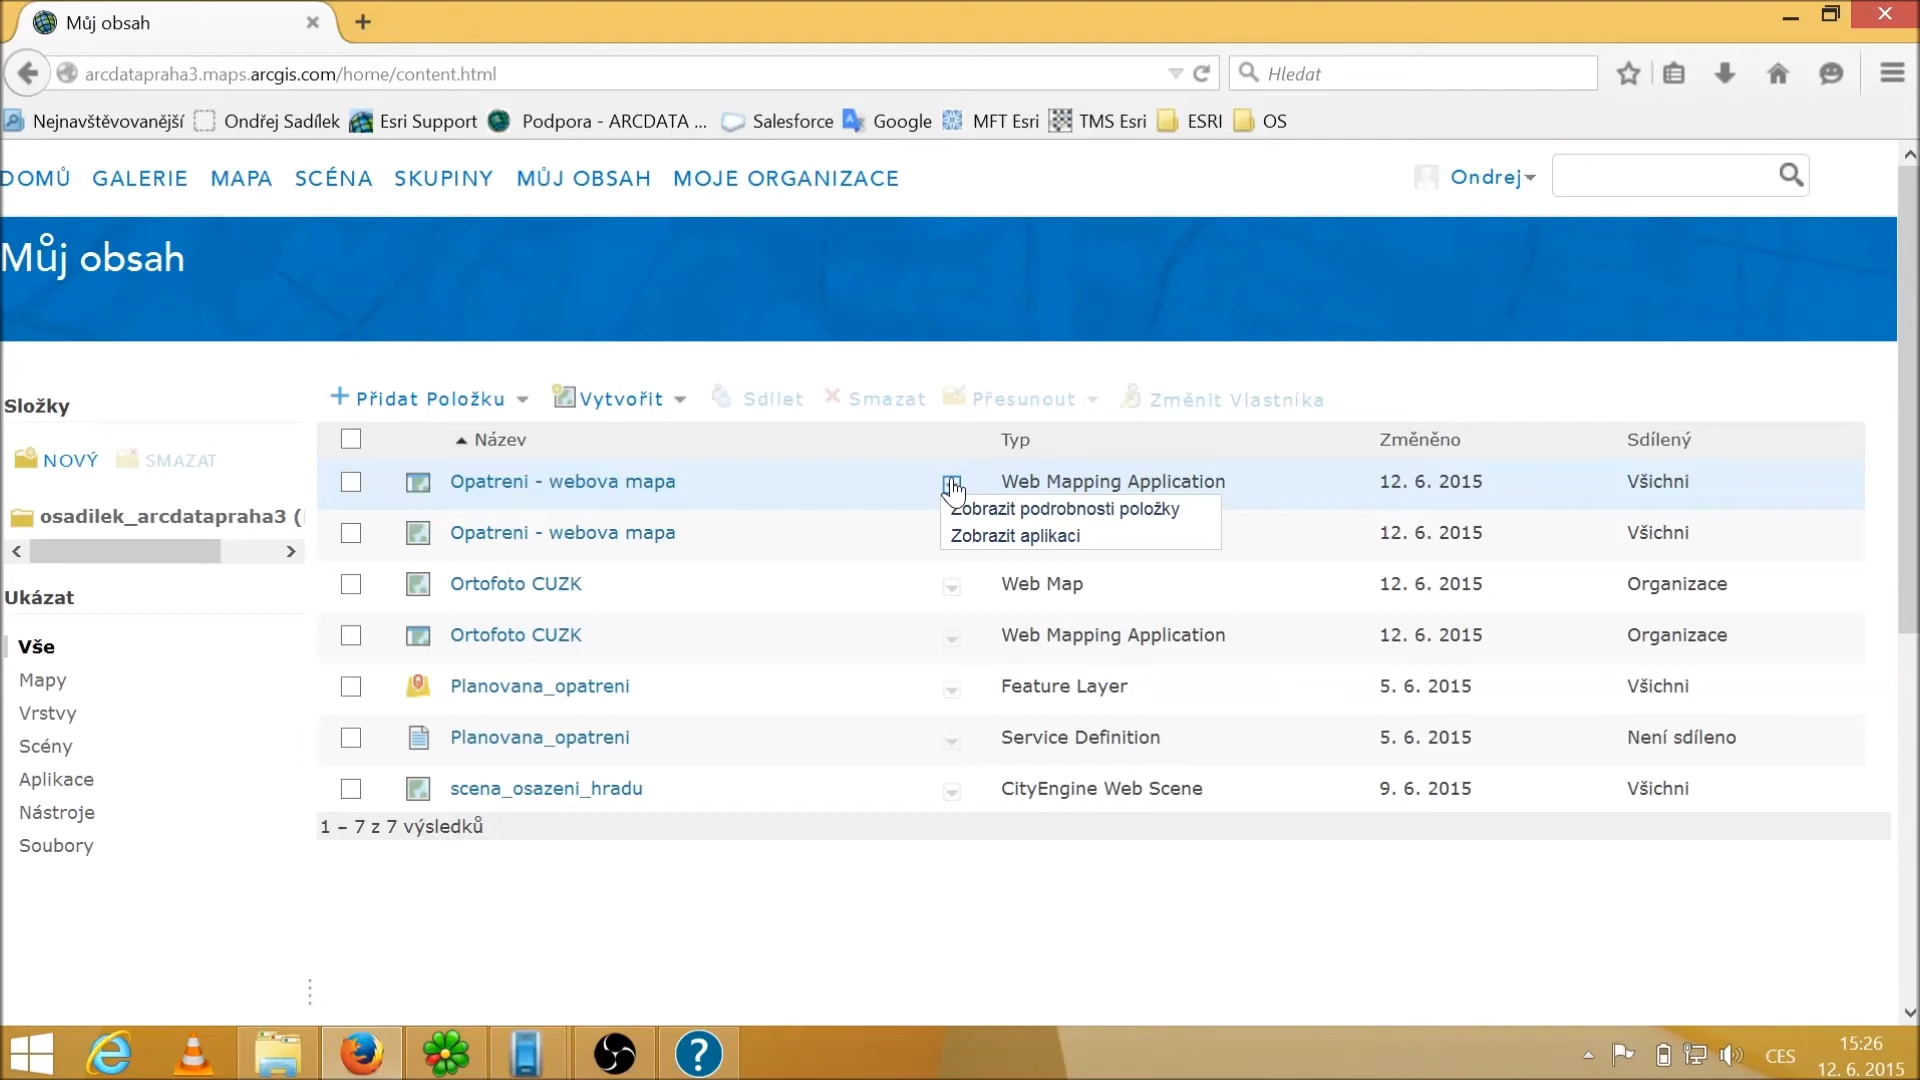 Můj obsah
arcdatapraha3.maps.arcgis.com/home/content.html
Hledat
Nejnavštěvovanější Ondřej Sadílek Esri Support Podpora - ARCDATA ... Salesforce Google MFT Esri TMS Esri ESRI OS
DOMŮ GALERIE MAPA SCÉNA SKUPINY MŮJ OBSAH MOJE ORGANIZACE Ondrej
Můj obsah
Složky
NOVÝ SMAZAT
osadilek_arcdatapraha3 (
Ukázat
Vše
Mapy
Vrstvy
Scény
Aplikace
Nástroje
Soubory
Přidat Položku Vytvořit Sdílet Smazat Přesunout Změnit Vlastníka
Název Typ Změněno Sdílený
Opatreni - webova mapa Web Mapping Application 12. 6. 2015 Všichni
Zobrazit podrobnosti položky
Zobrazit aplikaci
Opatreni - webova mapa 12. 6. 2015 Všichni
Ortofoto CUZK Web Map 12. 6. 2015 Organizace
Ortofoto CUZK Web Mapping Application 12. 6. 2015 Organizace
Planovana_opatreni Feature Layer 5. 6. 2015 Všichni
Planovana_opatreni Service Definition 5. 6. 2015 Není sdíleno
scena_osazeni_hradu CityEngine Web Scene 9. 6. 2015 Všichni
1 – 7 z 7 výsledků
CES
15:26
12. 6. 2015